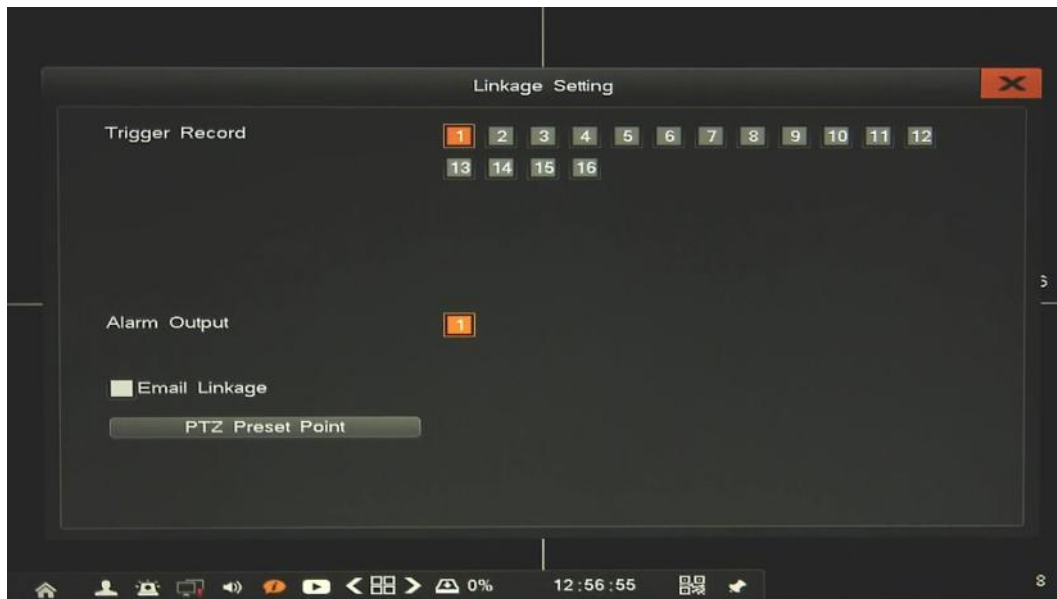 Linkage Setting
Trigger Record 1 2 3 4 5 6 7 8 9 10 11 12
13 14 15 16
Alarm Output 1
Email Linkage
PTZ Preset Point
0% 12:56:55
8